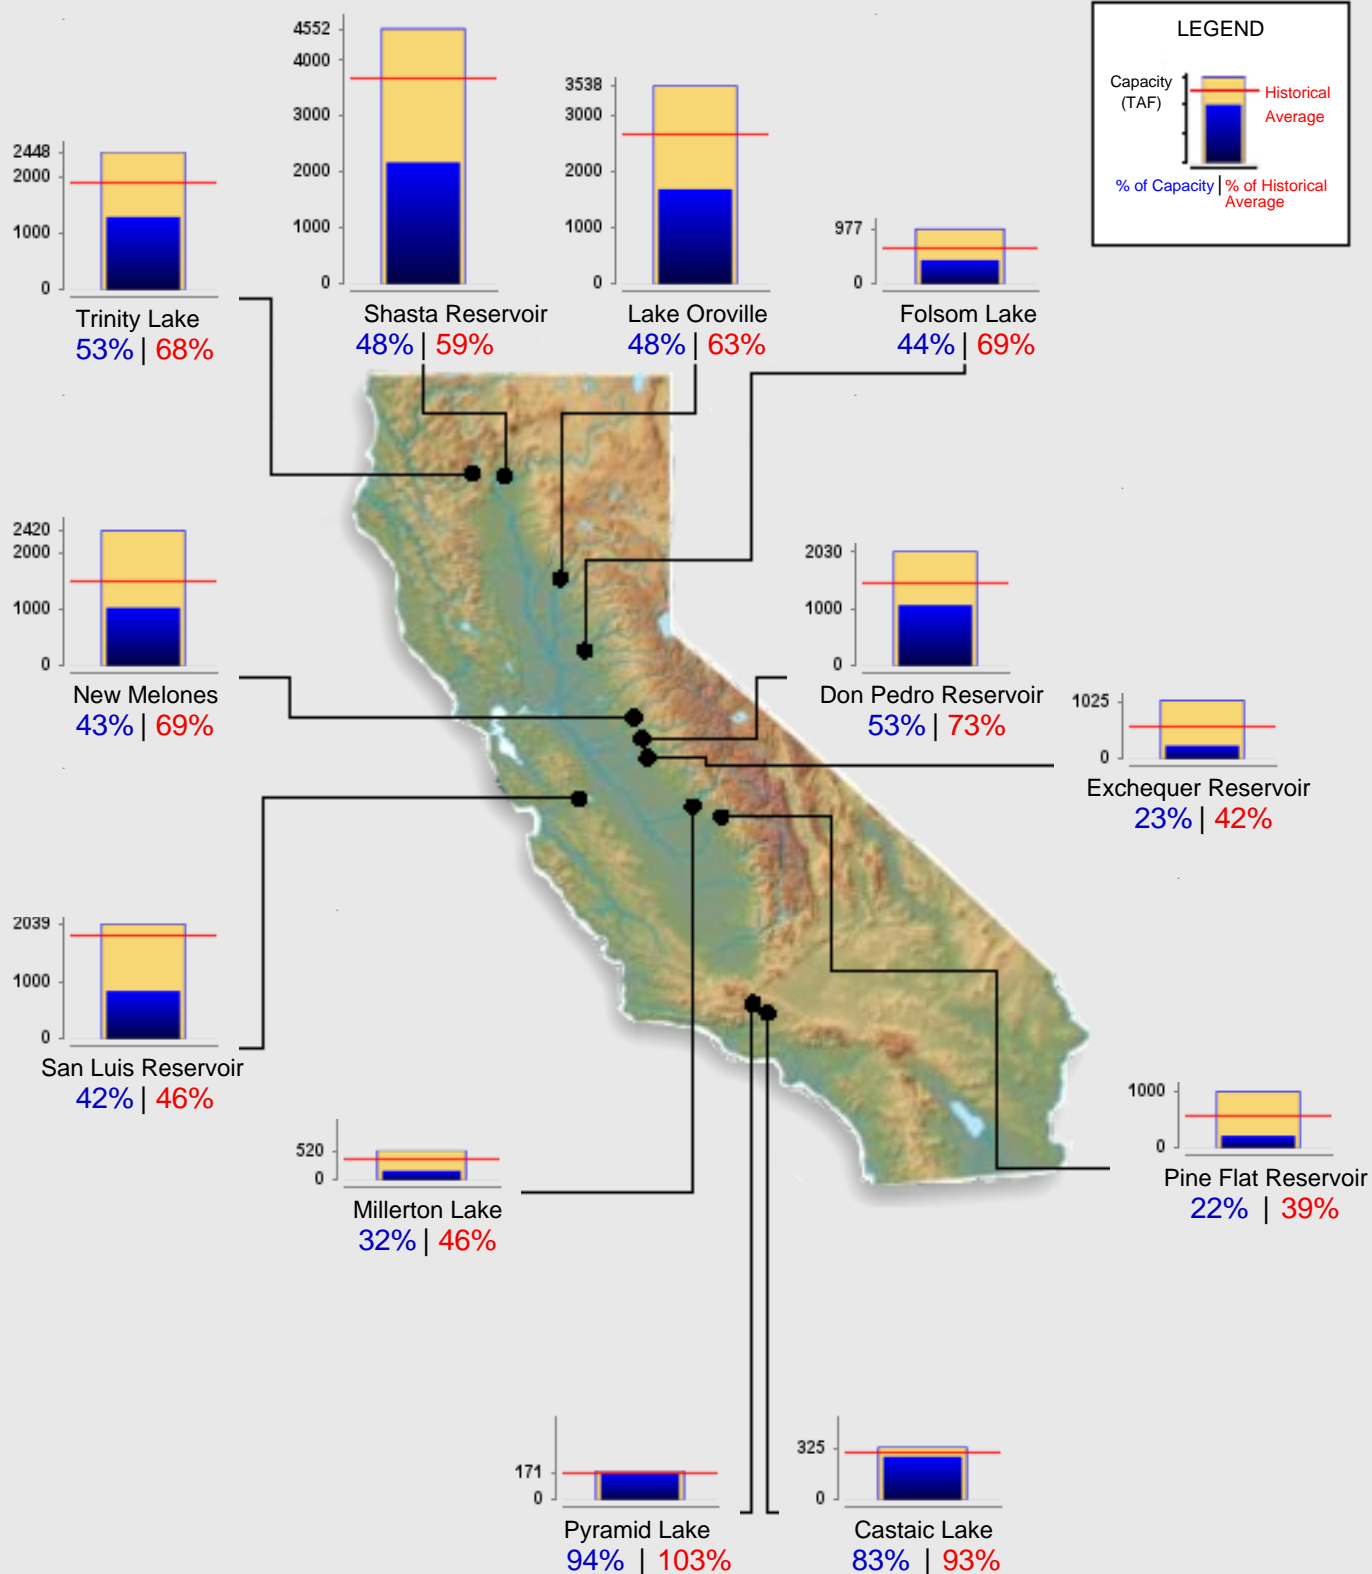 LEGEND
Capacity
(TAF)
Historical
Average
% of Capacity | % of Historical
Average
4552
4000
3000
2000
1000
0
Shasta Reservoir
48% | 59%
3538
3000
2000
1000
0
Lake Oroville
48% | 63%
2448
2000
1000
0
Trinity Lake
53% | 68%
977
0
Folsom Lake
44% | 69%
2420
2000
1000
0
New Melones
43% | 69%
2030
1000
0
Don Pedro Reservoir
53% | 73%
1025
0
Exchequer Reservoir
23% | 42%
2039
1000
0
San Luis Reservoir
42% | 46%
520
0
Millerton Lake
32% | 46%
1000
0
Pine Flat Reservoir
22% | 39%
171
0
Pyramid Lake
94% | 103%
325
0
Castaic Lake
83% | 93%